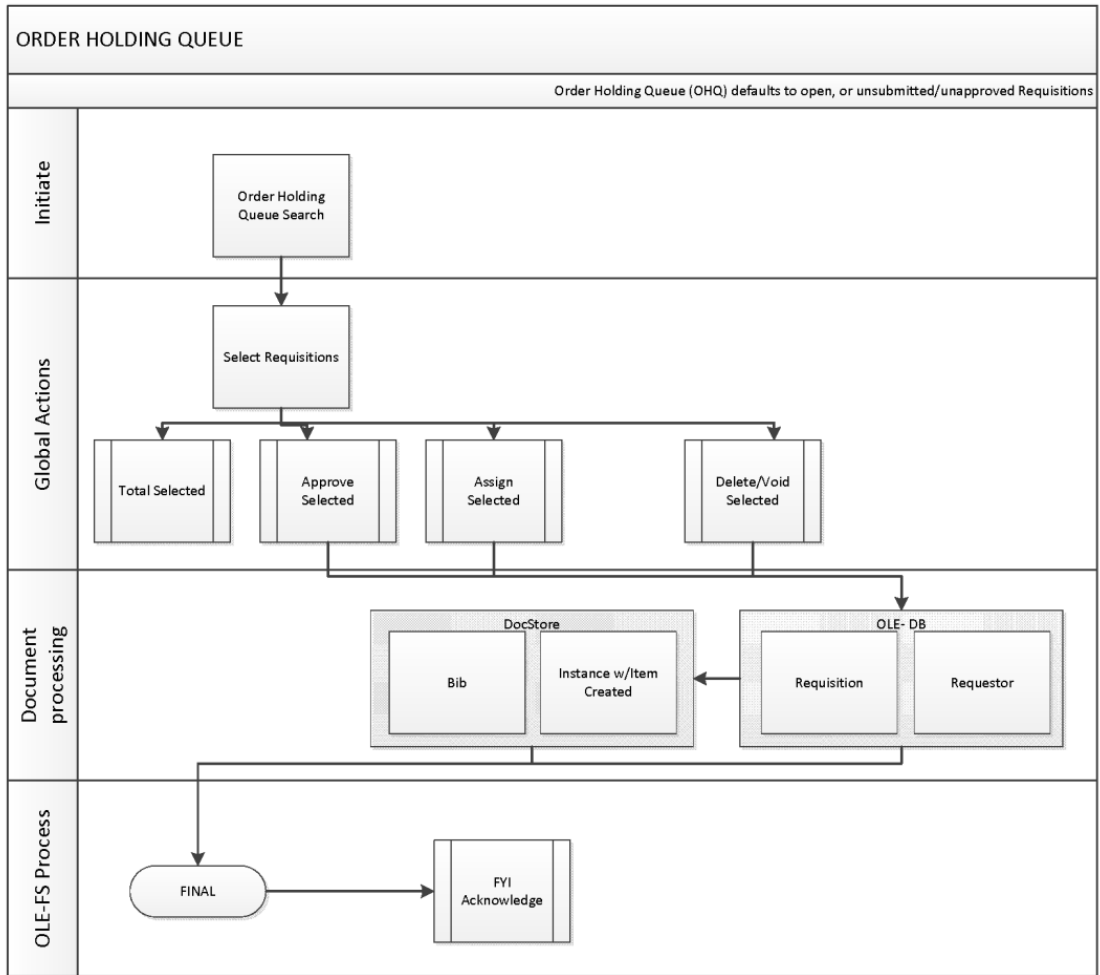 ORDER HOLDING QUEUE
Order Holding Queue (OHQ) defaults to open, or unsubmitted/unapproved Requisitions
Initiate
Order Holding
Queue Search
Global Actions
Select Requisitions
Total Selected
Approve
Selected
Assign
Selected
Delete/Void
Selected
Document
processing
DocStore
Bib
Instance w/Item
Created
OLE- DB
Requisition
Requestor
OLE-FS Process
FINAL
FYI
Acknowledge